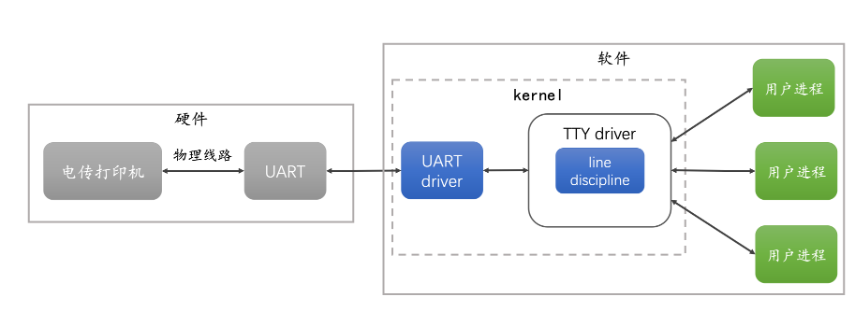 软件
kernel
硬件
电传打印机
物理线路
UART
UART
driver
TTY driver
line
discipline
用户进程
用户进程
用户进程